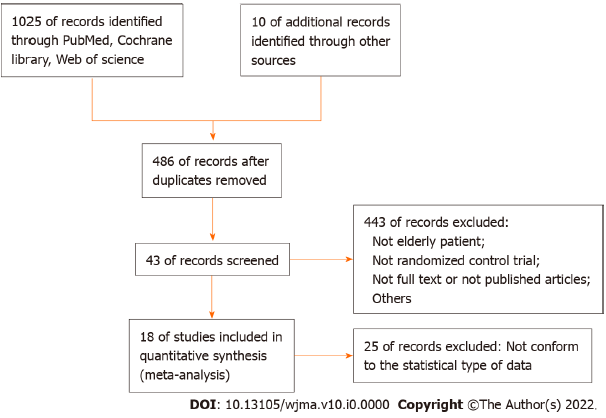 1025 of records identified
through PubMed, Cochrane
library, Web of science
10 of additional records
identified through other
sources
486 of records after
duplicates removed
443 of records excluded:
Not elderly patient;
Not randomized control trial;
Not full text or not published articles;
Others
43 of records screened
18 of studies included in
quantitative synthesis
(meta-analysis)
25 of records excluded: Not conform
to the statistical type of data
DOI: 10.13105/wjma.v10.i0.0000 Copyright ©The Author(s) 2022.